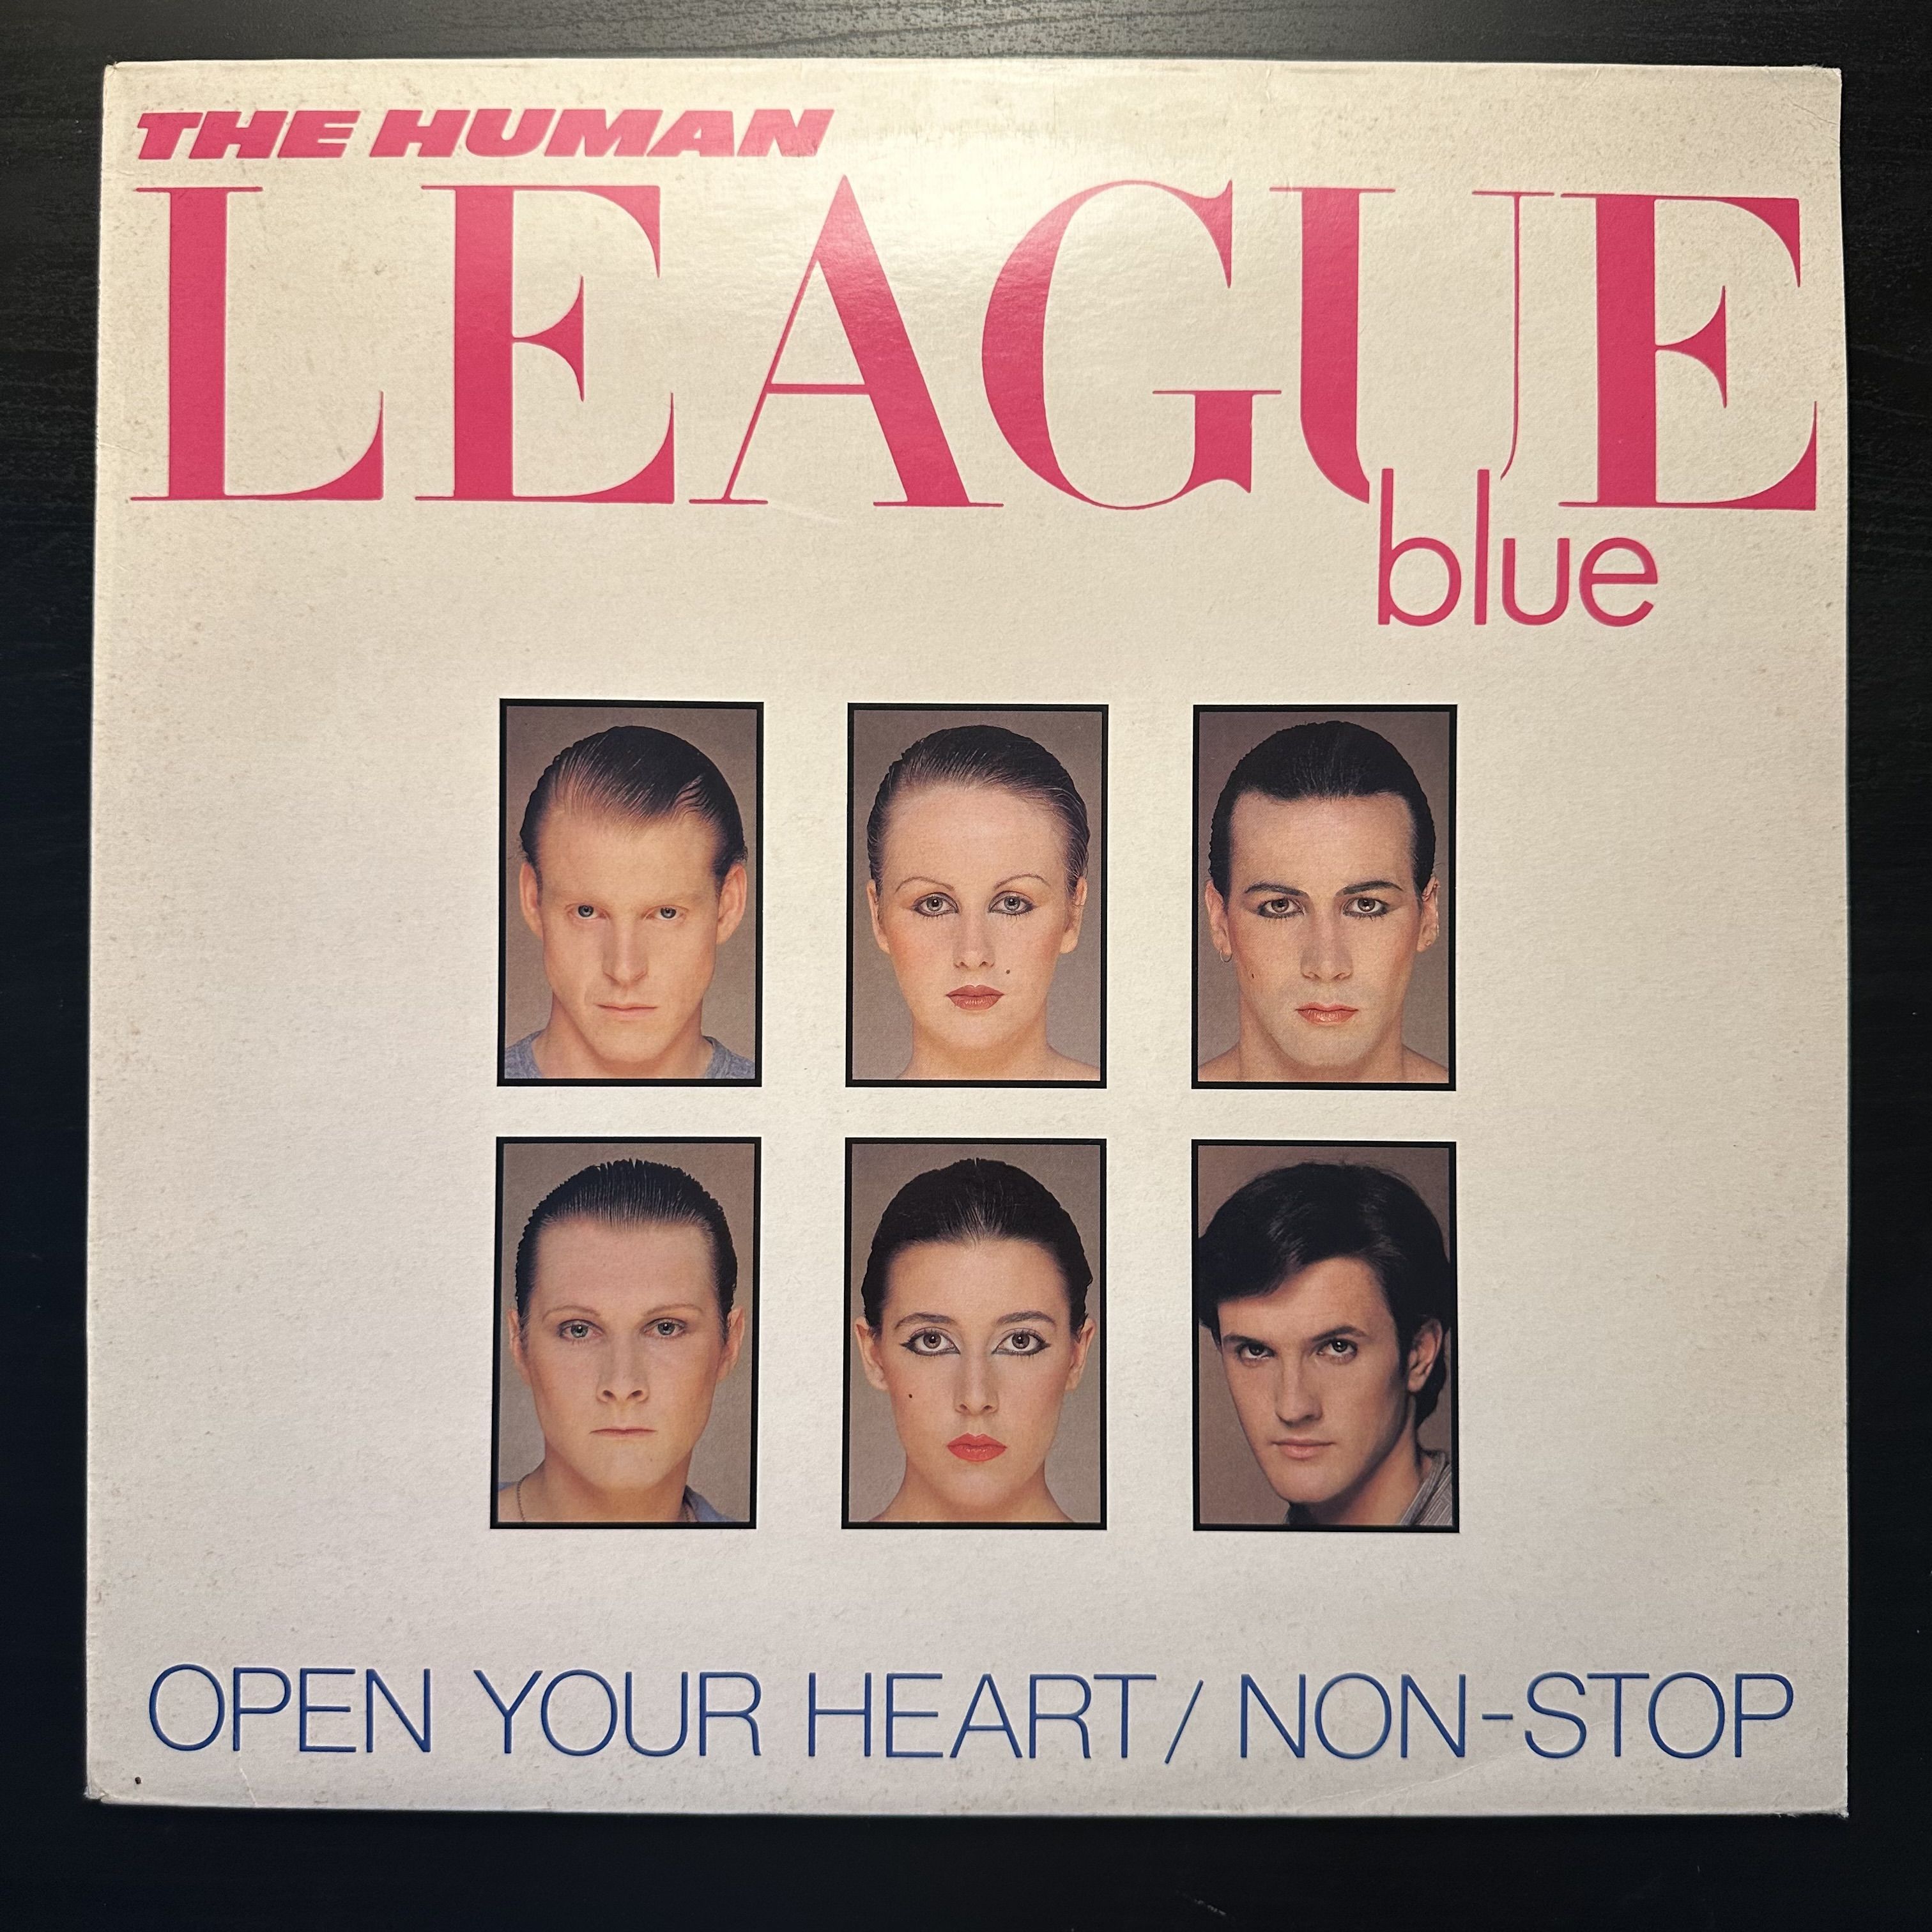 THE HUMAN
LEAGUE
blue
OPEN YOUR HEART/NON-STOP